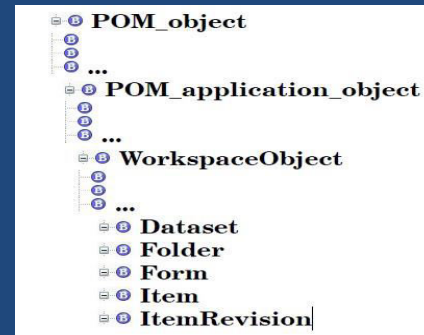 POM_object
...
POM_application_object
...
WorkspaceObject
...
Dataset
Folder
Form
Item
ItemRevision